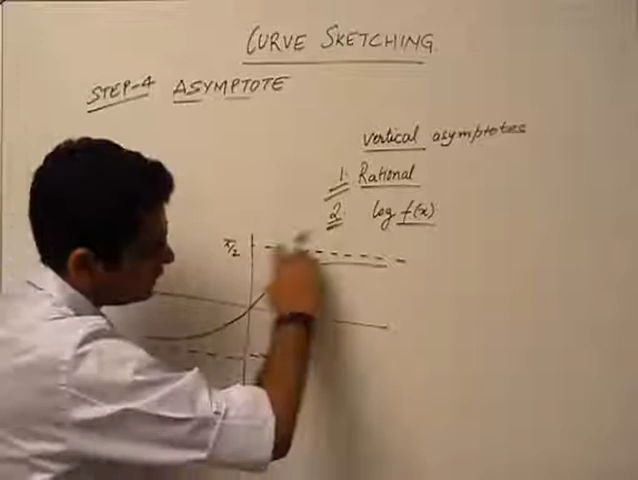 CURVE SKETCHING
STEP-4 ASYMPTOTE
vertical asymptotes
1. Rational
2. log f(x)
π/2